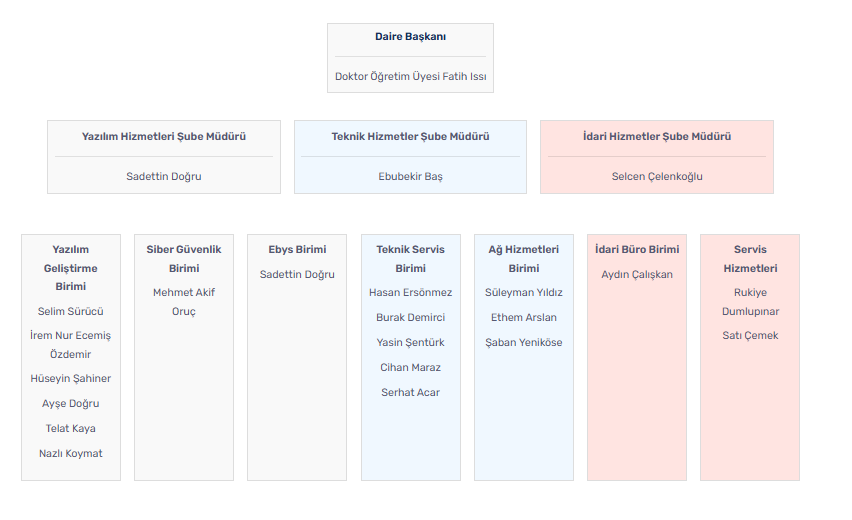 Daire Başkanı
Doktor Öğretim Üyesi Fatih Issı
Yazılım Hizmetleri Şube Müdürü
Sadettin Doğru
Teknik Hizmetler Şube Müdürü
Ebubekir Baş
İdari Hizmetler Şube Müdürü
Selcen Çelenkoğlu
Yazılım
Geliştirme
Birimi
Selim Sürücü
İrem Nur Ecemiş
Özdemir
Hüseyin Şahiner
Ayşe Doğru
Telat Kaya
Nazlı Koymat
Siber Güvenlik
Birimi
Mehmet Akif
Oruç
Ebys Birimi
Sadettin Doğru
Teknik Servis
Birimi
Hasan Ersönmez
Burak Demirci
Yasin Şentürk
Cihan Maraz
Serhat Acar
Ağ Hizmetleri
Birimi
Süleyman Yıldız
Ethem Arslan
Şaban Yeniköse
İdari Büro Birimi
Aydın Çalışkan
Servis
Hizmetleri
Rukiye
Dumlupınar
Satı Çemek